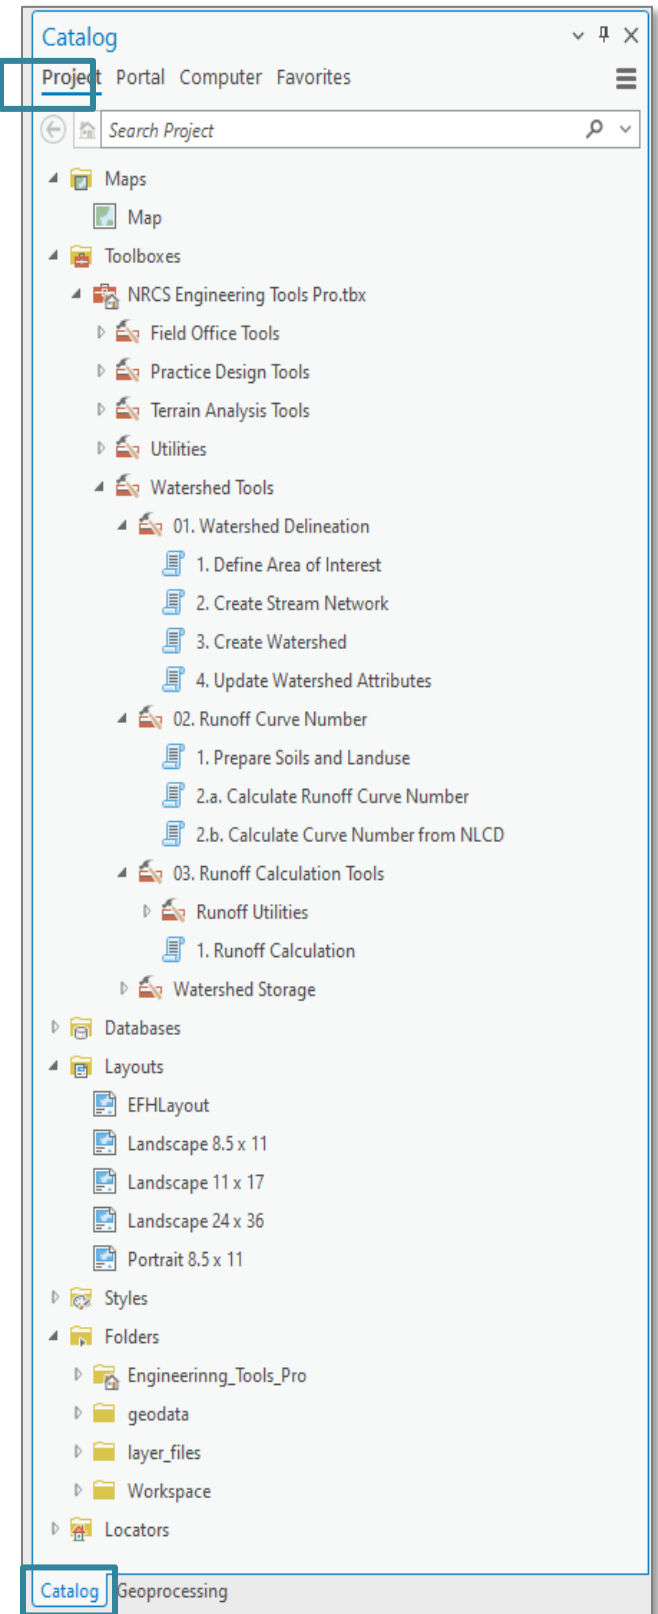 Catalog
Project Portal Computer Favorites
Search Project
Maps
Map
Toolboxes
NRCS Engineering Tools Pro.tbx
Field Office Tools
Practice Design Tools
Terrain Analysis Tools
Utilities
Watershed Tools
01. Watershed Delineation
1. Define Area of Interest
2. Create Stream Network
3. Create Watershed
4. Update Watershed Attributes
02. Runoff Curve Number
1. Prepare Soils and Landuse
2.a. Calculate Runoff Curve Number
2.b. Calculate Curve Number from NLCD
03. Runoff Calculation Tools
Runoff Utilities
1. Runoff Calculation
Watershed Storage
Databases
Layouts
EFHLayout
Landscape 8.5 x 11
Landscape 11 x 17
Landscape 24 x 36
Portrait 8.5 x 11
Styles
Folders
Engineerinng_Tools_Pro
geodata
layer_files
Workspace
Locators
Catalog Geoprocessing